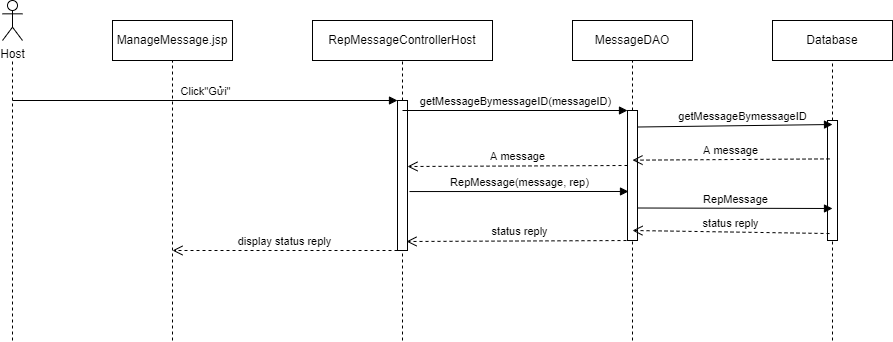 Host
ManageMessage.jsp
RepMessageControllerHost
MessageDAO
Database
Click"Gửi"
getMessageBymessageID(messageID)
getMessageBymessageID
A message
A message
RepMessage(message, rep)
RepMessage
status reply
status reply
display status reply